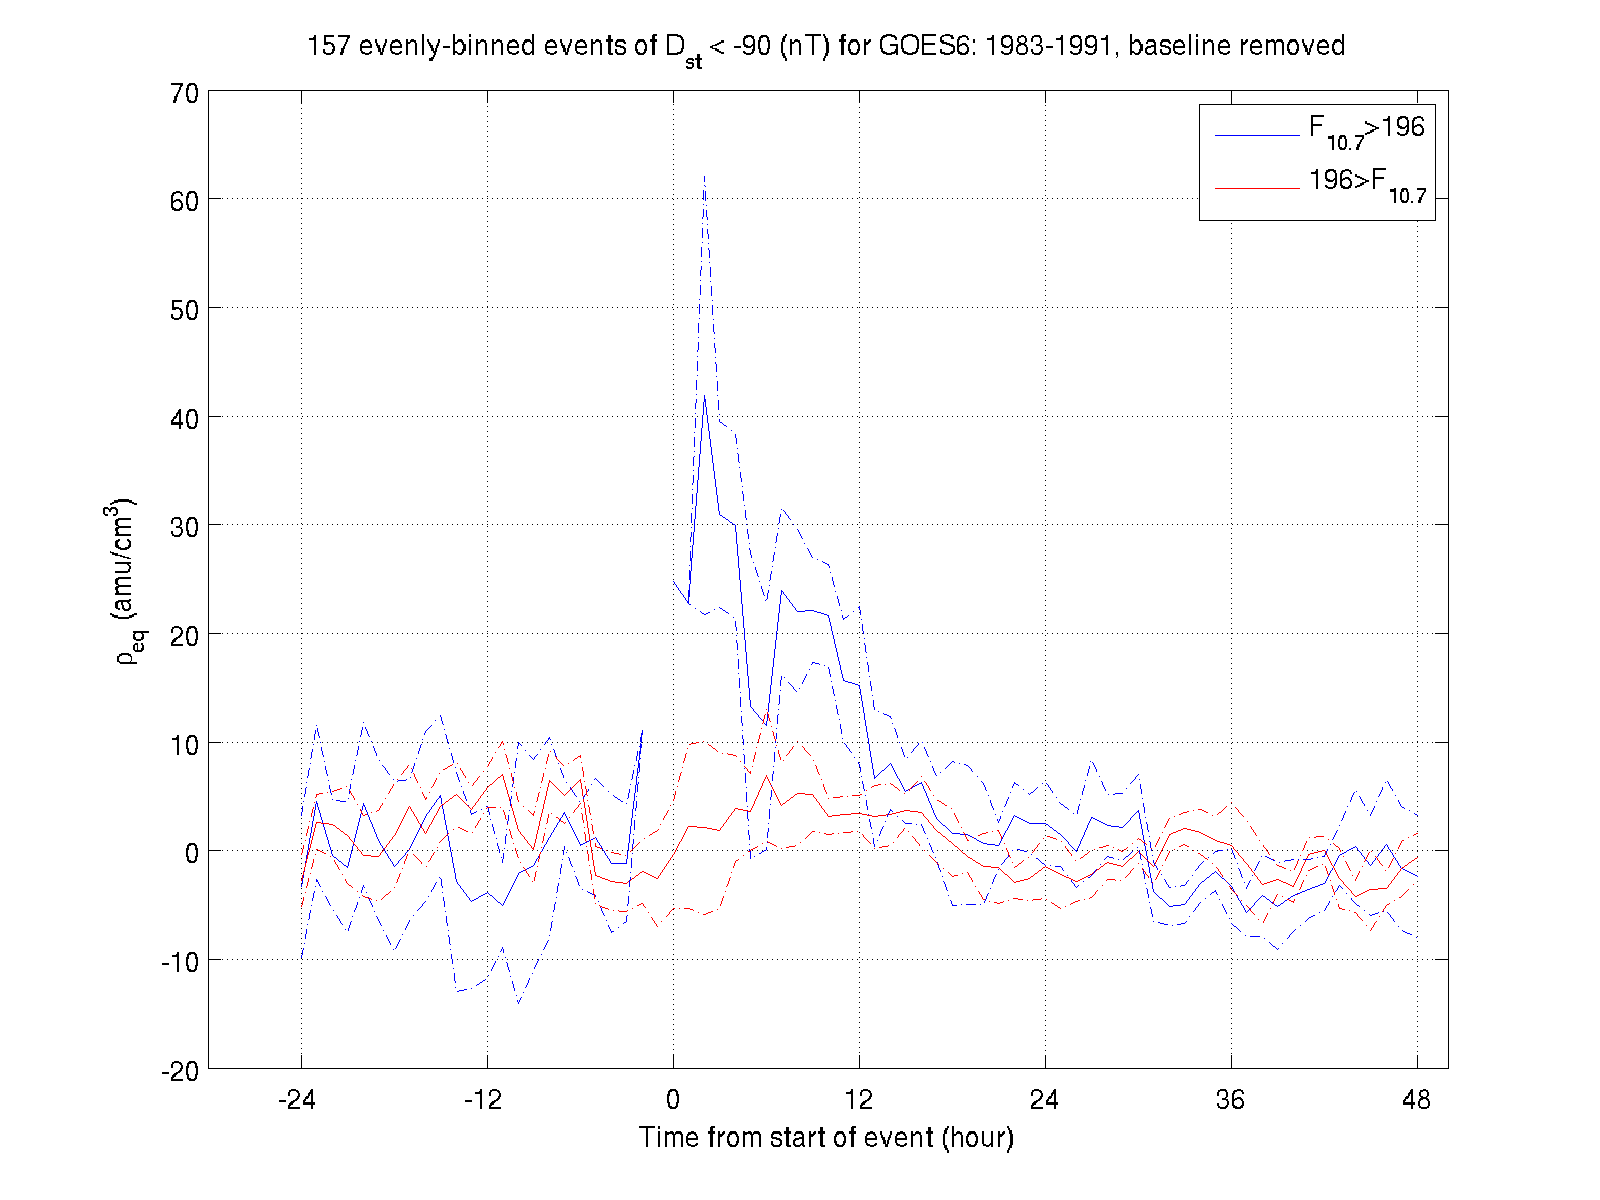 157 evenly-binned events of Dst < -90 (nT) for GOES6: 1983-1991, baseline removed
F10.7>196
196>F10.7
70
60
50
40
30
20
10
0
-10
-20
ρeq (amu/cm3)
-24 -12 0 12 24 36 48
Time from start of event (hour)